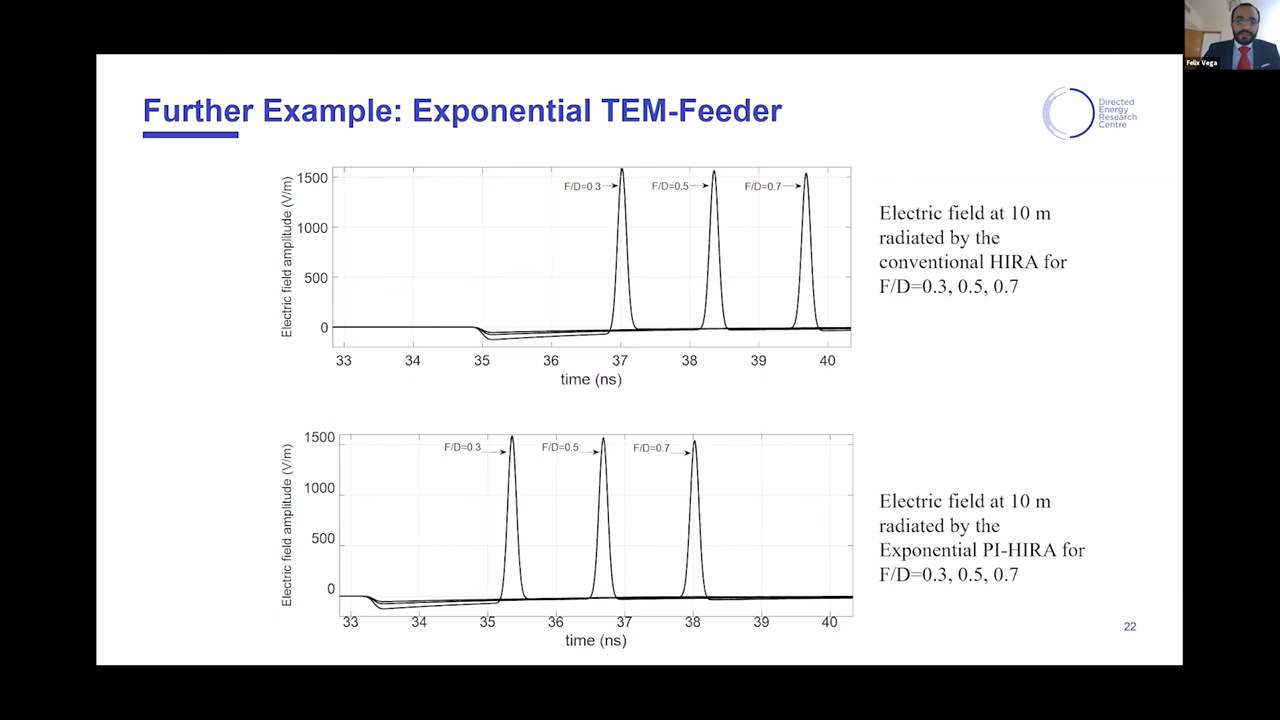 Felix Vega
Further Example: Exponential TEM-Feeder
Directed
Energy
Research
Centre
Electric field amplitude (V/m)
1500
1000
500
0
F/D=0.3
F/D=0.5
F/D=0.7
33 34 35 36 37 38 39 40
time (ns)
Electric field at 10 m
radiated by the
conventional HIRA for
F/D=0.3, 0.5, 0.7
Electric field amplitude (V/m)
1500
1000
500
0
F/D=0.3
F/D=0.5
F/D=0.7
33 34 35 36 37 38 39 40
time (ns)
Electric field at 10 m
radiated by the
Exponential PI-HIRA for
F/D=0.3, 0.5, 0.7
22